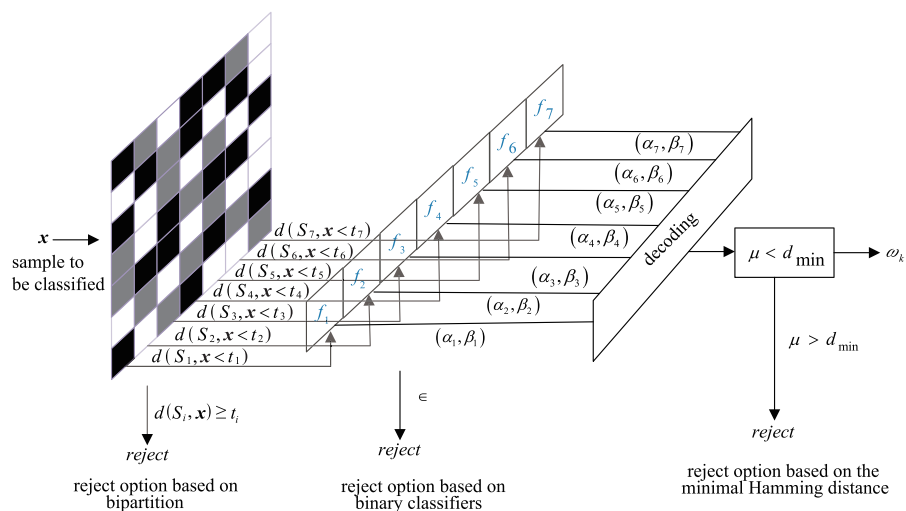 x
sample to
be classified
d(S₇, x<t₇)
d(S₆, x<t₆)
d(S₅, x<t₅)
d(S₄, x<t₄)
d(S₃, x<t₃)
d(S₂, x<t₂)
d(S₁, x<t₁)
f₇
f₆
f₅
f₄
f₃
f₂
f₁
(α₇, β₇)
(α₆, β₆)
(α₅, β₅)
(α₄, β₄)
(α₃, β₃)
(α₂, β₂)
(α₁, β₁)
decoding
μ < d min
ωₖ
μ > d min
d(Sᵢ, x) ≥ tᵢ
∈
reject
reject
reject
reject option based on
bipartition
reject option based on
binary classifiers
reject option based on the
minimal Hamming distance